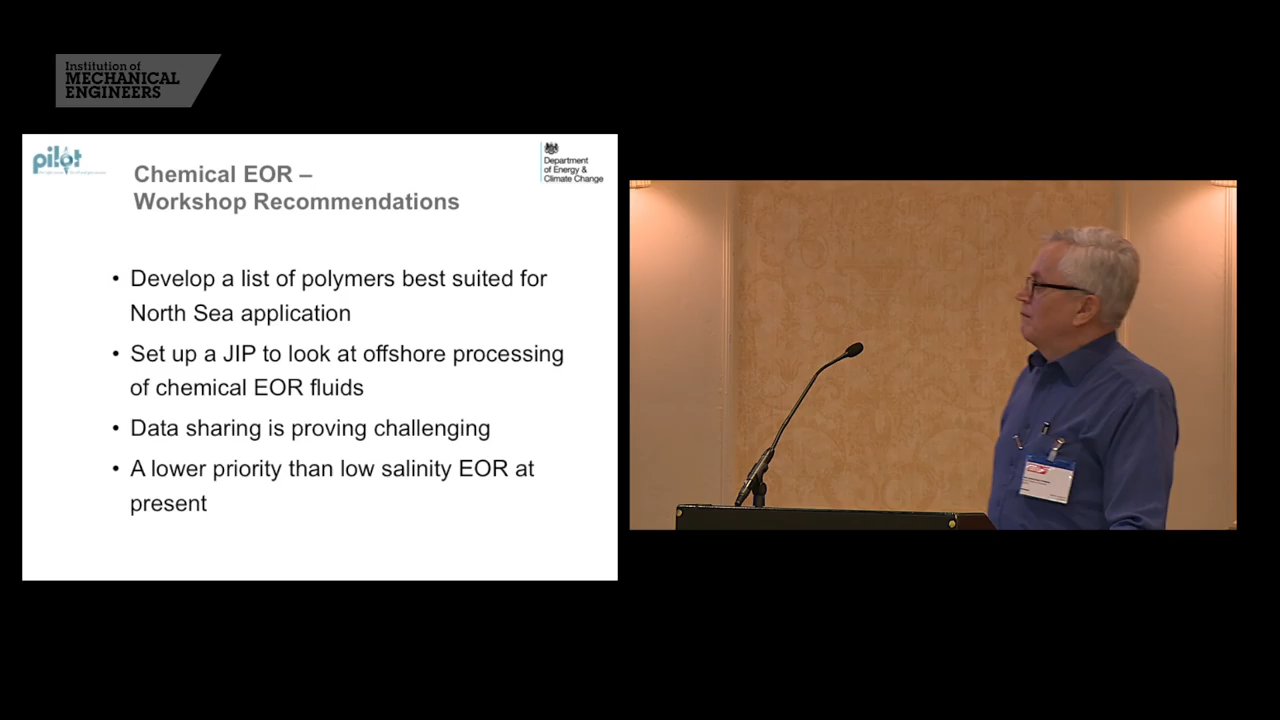 Institution of
MECHANICAL
ENGINEERS
pilot
Department
of Energy &
Climate Change
Chemical EOR –
Workshop Recommendations
• Develop a list of polymers best suited for
North Sea application
• Set up a JIP to look at offshore processing
of chemical EOR fluids
• Data sharing is proving challenging
• A lower priority than low salinity EOR at
present